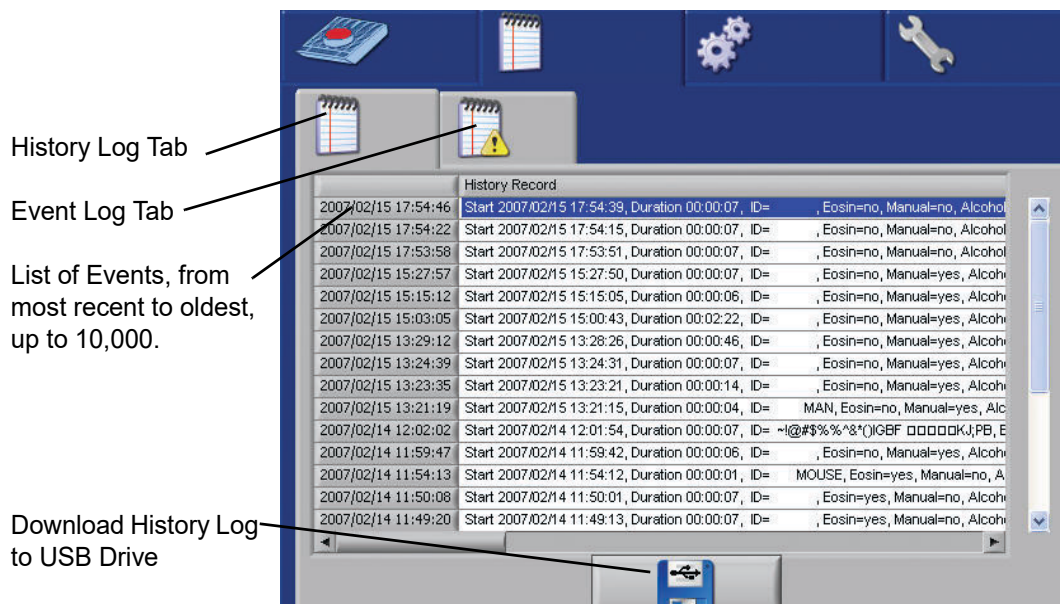 History Log Tab
Event Log Tab
List of Events, from
most recent to oldest,
up to 10,000.
Download History Log
to USB Drive
History Record
2007/02/15 17:54:46 Start 2007/02/15 17:54:39, Duration 00:00:07, ID= , Eosin=no, Manual=no, Alcohol
2007/02/15 17:54:22 Start 2007/02/15 17:54:15, Duration 00:00:07, ID= , Eosin=no, Manual=no, Alcohol
2007/02/15 17:53:58 Start 2007/02/15 17:53:51, Duration 00:00:07, ID= , Eosin=no, Manual=no, Alcohol
2007/02/15 15:27:57 Start 2007/02/15 15:27:50, Duration 00:00:07, ID= , Eosin=no, Manual=yes, Alcoh
2007/02/15 15:15:12 Start 2007/02/15 15:15:05, Duration 00:00:06, ID= , Eosin=no, Manual=yes, Alcoh
2007/02/15 15:03:05 Start 2007/02/15 15:00:43, Duration 00:02:22, ID= , Eosin=no, Manual=yes, Alcoh
2007/02/15 13:29:12 Start 2007/02/15 13:28:26, Duration 00:00:46, ID= , Eosin=no, Manual=yes, Alcoh
2007/02/15 13:24:39 Start 2007/02/15 13:24:31, Duration 00:00:07, ID= , Eosin=no, Manual=yes, Alcoh
2007/02/15 13:23:35 Start 2007/02/15 13:23:21, Duration 00:00:14, ID= , Eosin=no, Manual=yes, Alcoh
2007/02/15 13:21:19 Start 2007/02/15 13:21:15, Duration 00:00:04, ID= MAN, Eosin=no, Manual=yes, Alc
2007/02/14 12:02:02 Start 2007/02/14 12:01:54, Duration 00:00:07, ID= ~!@#$%%^&*()IGBF □□□□□KJ;PB, E
2007/02/14 11:59:47 Start 2007/02/14 11:59:42, Duration 00:00:06, ID= , Eosin=no, Manual=yes, Alcoh
2007/02/14 11:54:13 Start 2007/02/14 11:54:12, Duration 00:00:01, ID= MOUSE, Eosin=yes, Manual=no, A
2007/02/14 11:50:08 Start 2007/02/14 11:50:01, Duration 00:00:07, ID= , Eosin=yes, Manual=no, Alcoh
2007/02/14 11:49:20 Start 2007/02/14 11:49:13, Duration 00:00:07, ID= , Eosin=yes, Manual=no, Alcoh